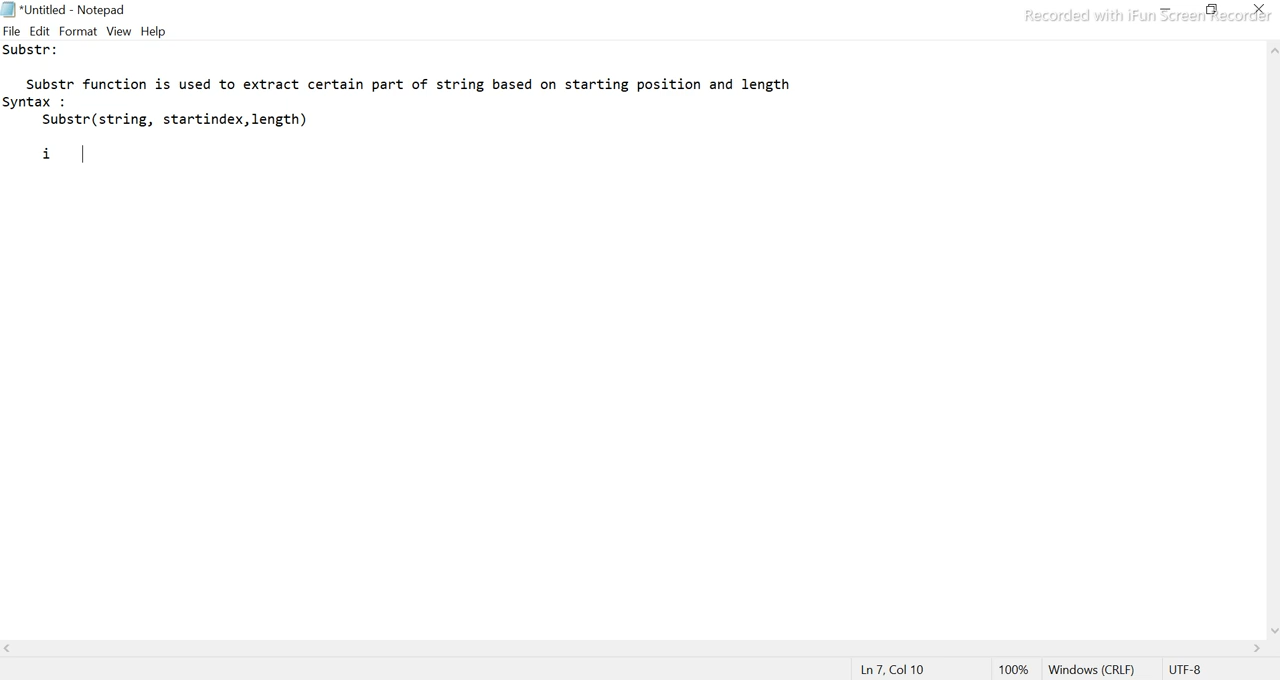 *Untitled - Notepad
Recorded with iFun Screen Recorder
File Edit Format View Help
Substr:
Substr function is used to extract certain part of string based on starting position and length
Syntax :
Substr(string, startindex,length)
i
Ln 7, Col 10
100%
Windows (CRLF)
UTF-8